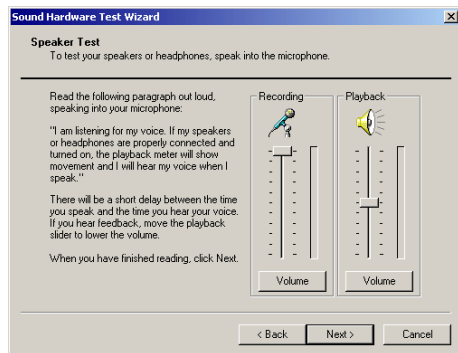 Sound Hardware Test Wizard
Speaker Test
To test your speakers or headphones, speak into the microphone.
Read the following paragraph out loud,
speaking into your microphone:
"I am listening for my voice. If my speakers
or headphones are properly connected and
turned on, the playback meter will show
movement and I will hear my voice when I
speak."
There will be a short delay between the time
you speak and the time you hear your voice.
If you hear feedback, move the playback
slider to lower the volume.
When you have finished reading, click Next.
Recording
Playback
Volume
Volume
< Back
Next >
Cancel